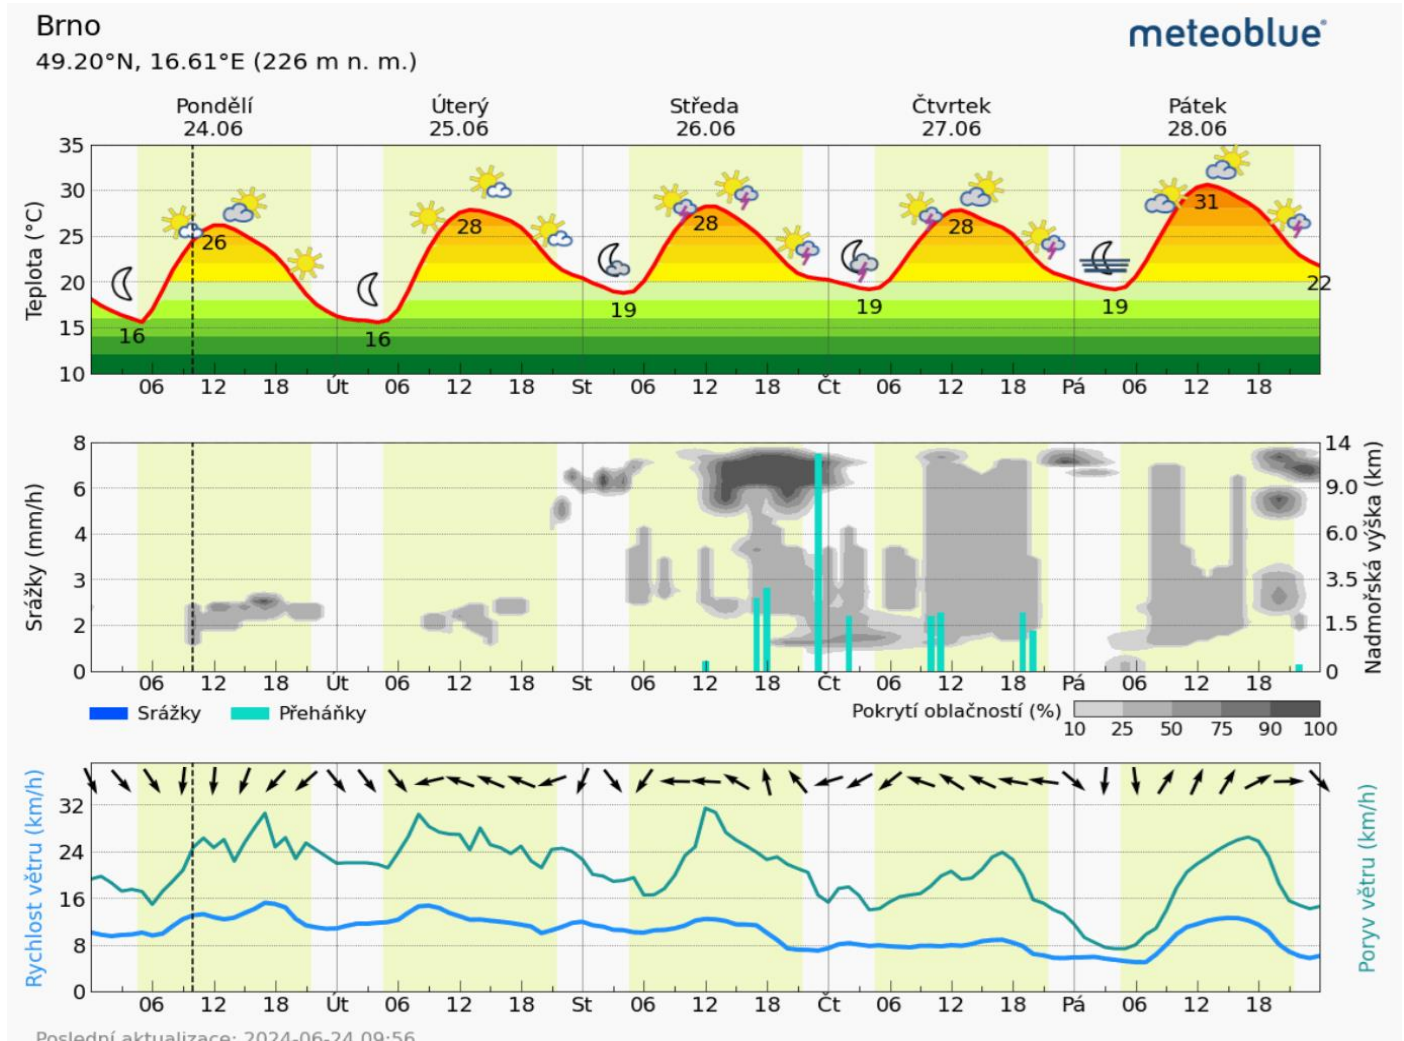 Brno
49.20°N, 16.61°E (226 m n. m.)
meteoblue
Pondělí Úterý Středa Čtvrtek Pátek
24.06 25.06 26.06 27.06 28.06
Teplota (°C)
35
30
25
20
15
10
26 28 28 28 31
16 16 19 19 19 22
06 12 18 Út 06 12 18 St 06 12 18 Čt 06 12 18 Pá 06 12 18
Srážky (mm/h)
8
6
4
3
2
0
14
9.0
6.0
3.5
1.5
0
Nadmořská výška (km)
06 12 18 Út 06 12 18 St 06 12 18 Čt 06 12 18 Pá 06 12 18
Srážky Přeháňky
Pokrytí oblačností (%)
10 25 50 75 90 100
Rychlost větru (km/h)
32
24
16
8
0
Poryv větru (km/h)
06 12 18 Út 06 12 18 St 06 12 18 Čt 06 12 18 Pá 06 12 18
Poslední aktualizace: 2024-06-24 09:56